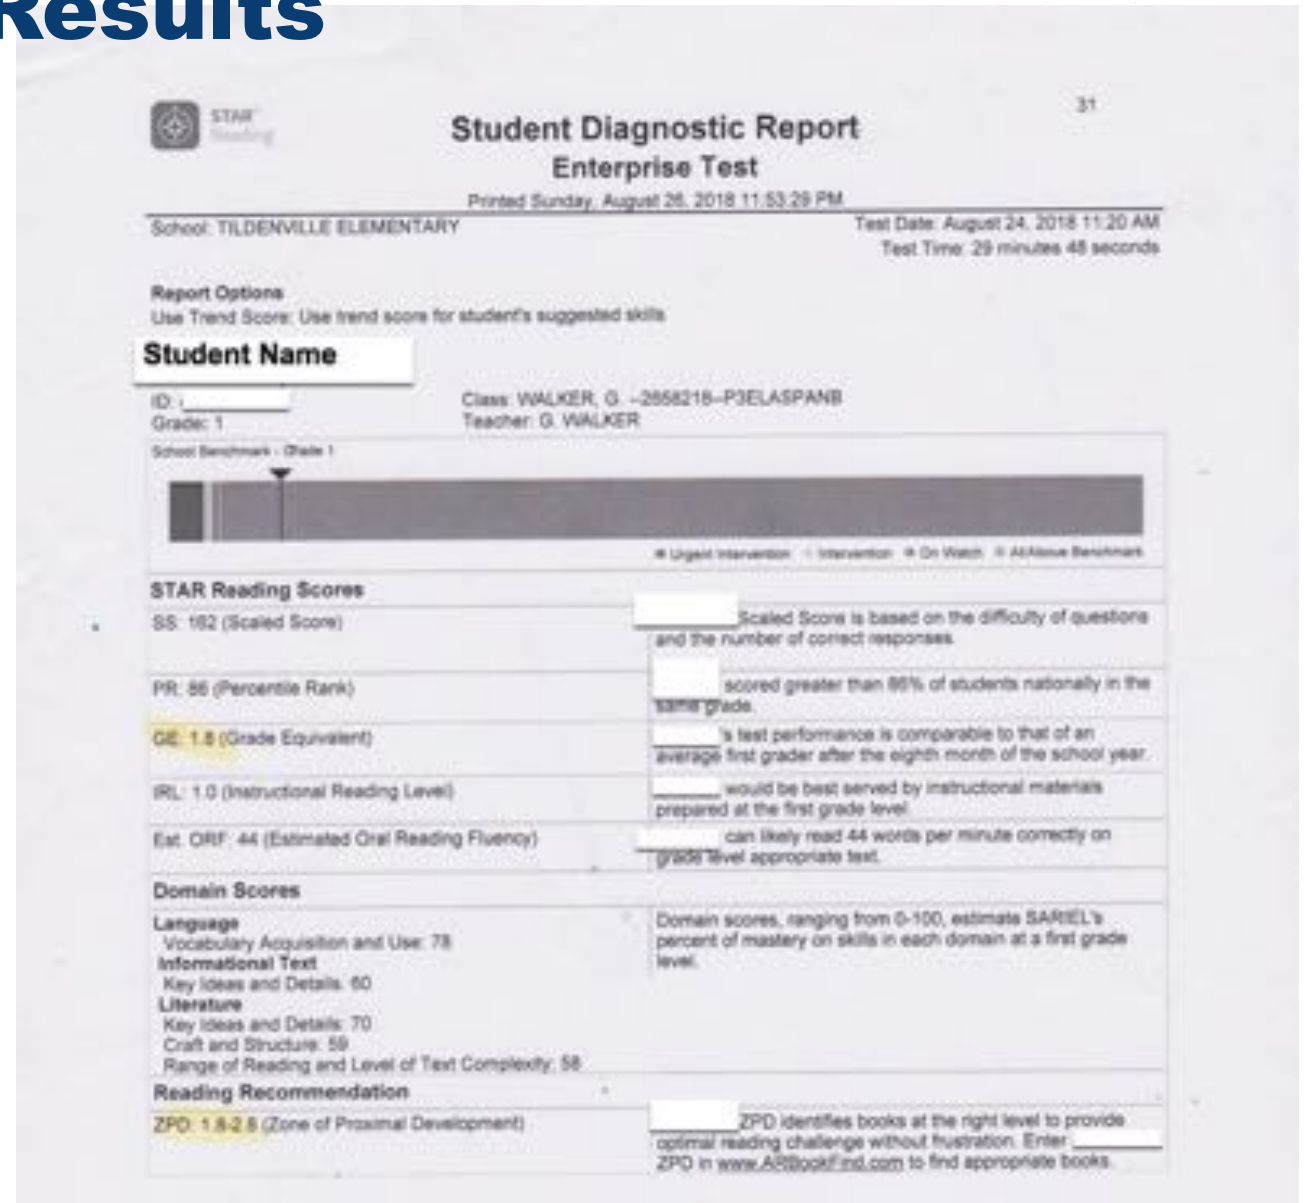 Results
31
STAR
Reading
Student Diagnostic Report
Enterprise Test
Printed Sunday, August 26, 2018 11:53:29 PM
School: TILDENVILLE ELEMENTARY
Test Date: August 24, 2018 11:20 AM
Test Time: 29 minutes 48 seconds
Report Options
Use Trend Score: Use trend score for student's suggested skills
Student Name
ID:
Class: WALKER, G. --2658218--P3ELASPANB
Grade: 1
Teacher: G. WALKER
School Benchmark - Grade 1
Urgent Intervention Intervention On Watch At/Above Benchmark
STAR Reading Scores
SS: 162 (Scaled Score)
Scaled Score is based on the difficulty of questions
and the number of correct responses.
PR: 86 (Percentile Rank)
scored greater than 86% of students nationally in the
same grade.
GE: 1.8 (Grade Equivalent)
's test performance is comparable to that of an
average first grader after the eighth month of the school year.
IRL: 1.0 (Instructional Reading Level)
would be best served by instructional materials
prepared at the first grade level.
Est. ORF: 44 (Estimated Oral Reading Fluency)
can likely read 44 words per minute correctly on
grade level appropriate text.
Domain Scores
Language
Vocabulary Acquisition and Use: 78
Informational Text
Key Ideas and Details: 60
Literature
Key Ideas and Details: 70
Craft and Structure: 59
Range of Reading and Level of Text Complexity: 58
Domain scores, ranging from 0-100, estimate SARIEL's
percent of mastery on skills in each domain at a first grade
level.
Reading Recommendation
ZPD: 1.8-2.8 (Zone of Proximal Development)
ZPD identifies books at the right level to provide
optimal reading challenge without frustration. Enter
ZPD in www.ARBookFind.com to find appropriate books.